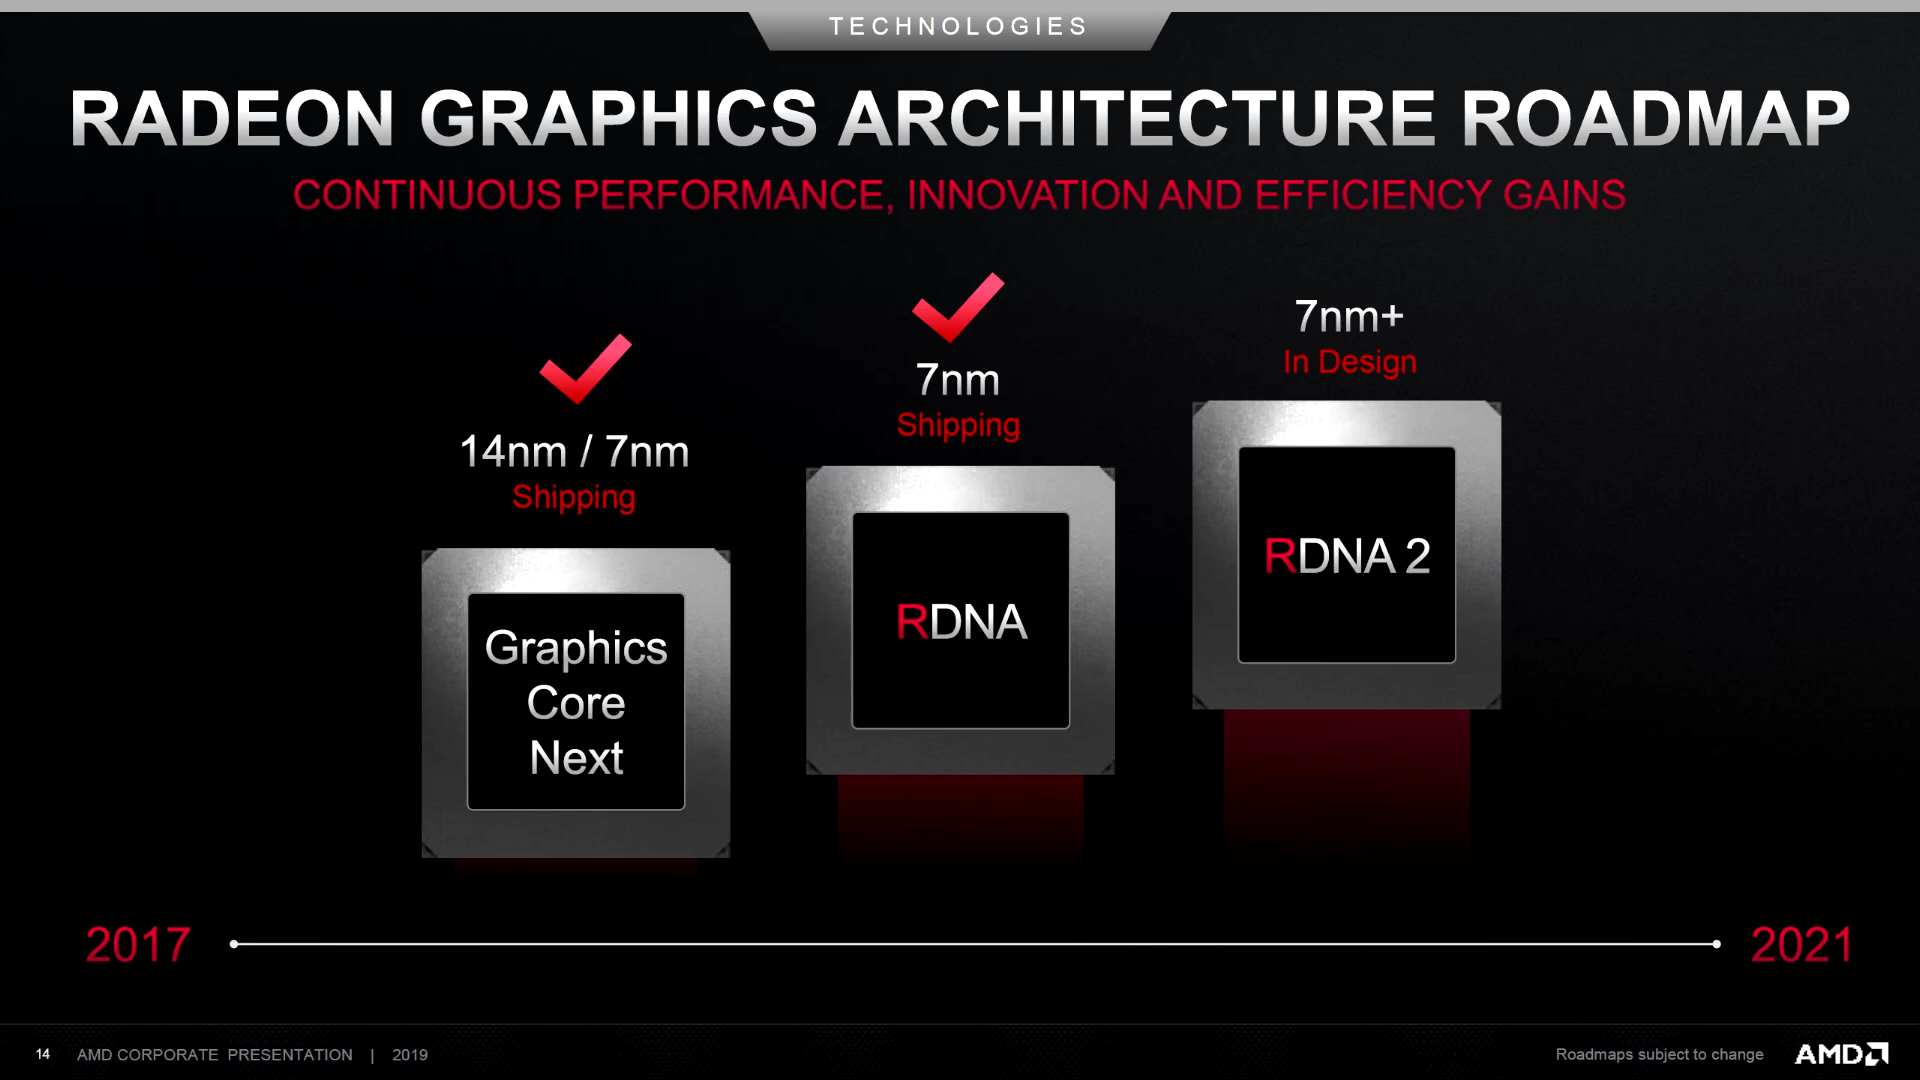 TECHNOLOGIES
RADEON GRAPHICS ARCHITECTURE ROADMAP
CONTINUOUS PERFORMANCE, INNOVATION AND EFFICIENCY GAINS
14nm / 7nm
Shipping
Graphics
Core
Next
7nm
Shipping
RDNA
7nm+
In Design
RDNA 2
2017
2021
14 AMD CORPORATE PRESENTATION | 2019
Roadmaps subject to change
AMD